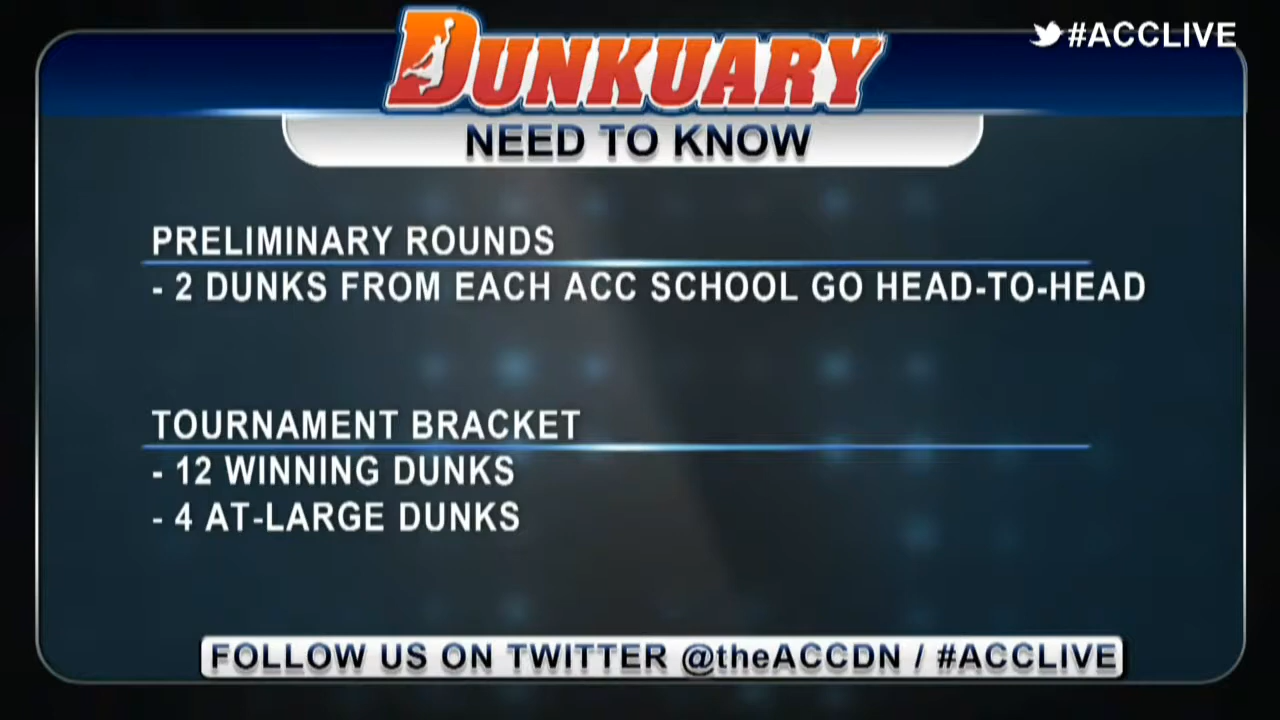 DUNKUARY
#ACCLIVE
NEED TO KNOW
PRELIMINARY ROUNDS
- 2 DUNKS FROM EACH ACC SCHOOL GO HEAD-TO-HEAD
TOURNAMENT BRACKET
- 12 WINNING DUNKS
- 4 AT-LARGE DUNKS
FOLLOW US ON TWITTER @theACCDN / #ACCLIVE